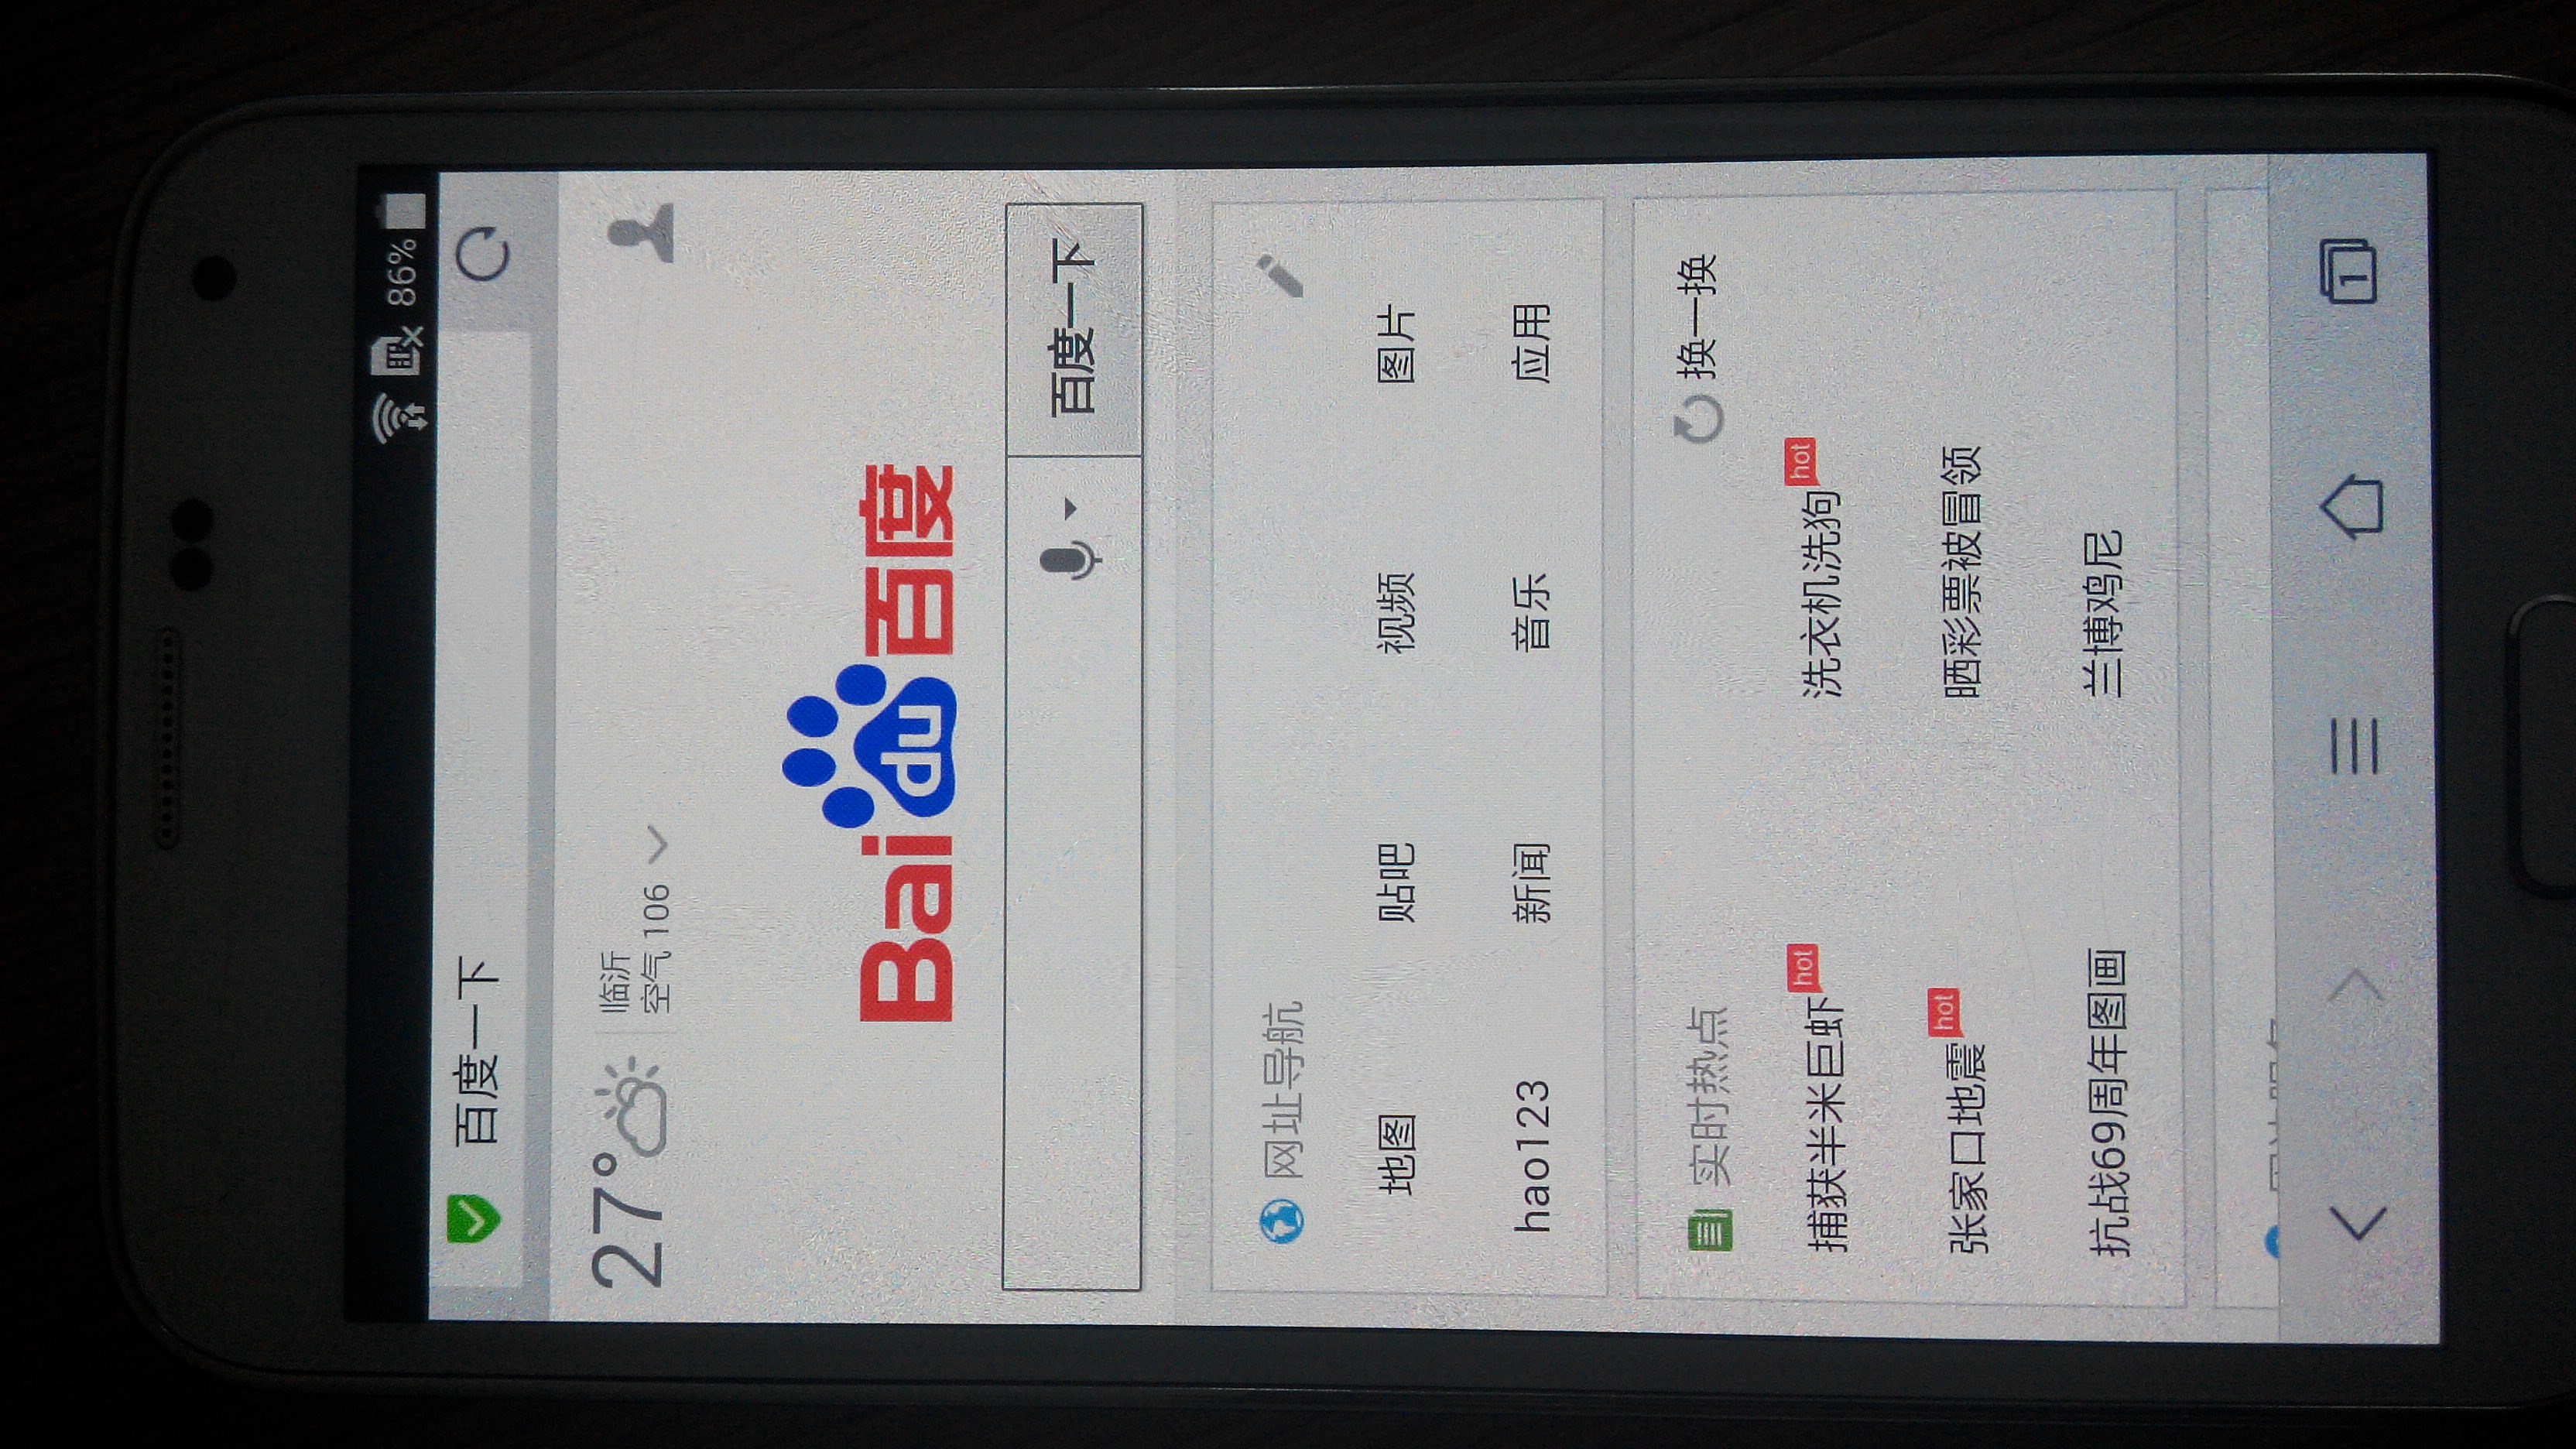 86%
百度一下
27° 临沂
空气 106
Bai du 百度
百度一下
网址导航
地图 贴吧 视频 图片
hao123 新闻 音乐 应用
实时热点 换一换
捕获半米巨虾 hot 洗衣机洗狗 hot
张家口地震 hot 晒彩票被冒领
抗战69周年图画 兰博鸡尼
1